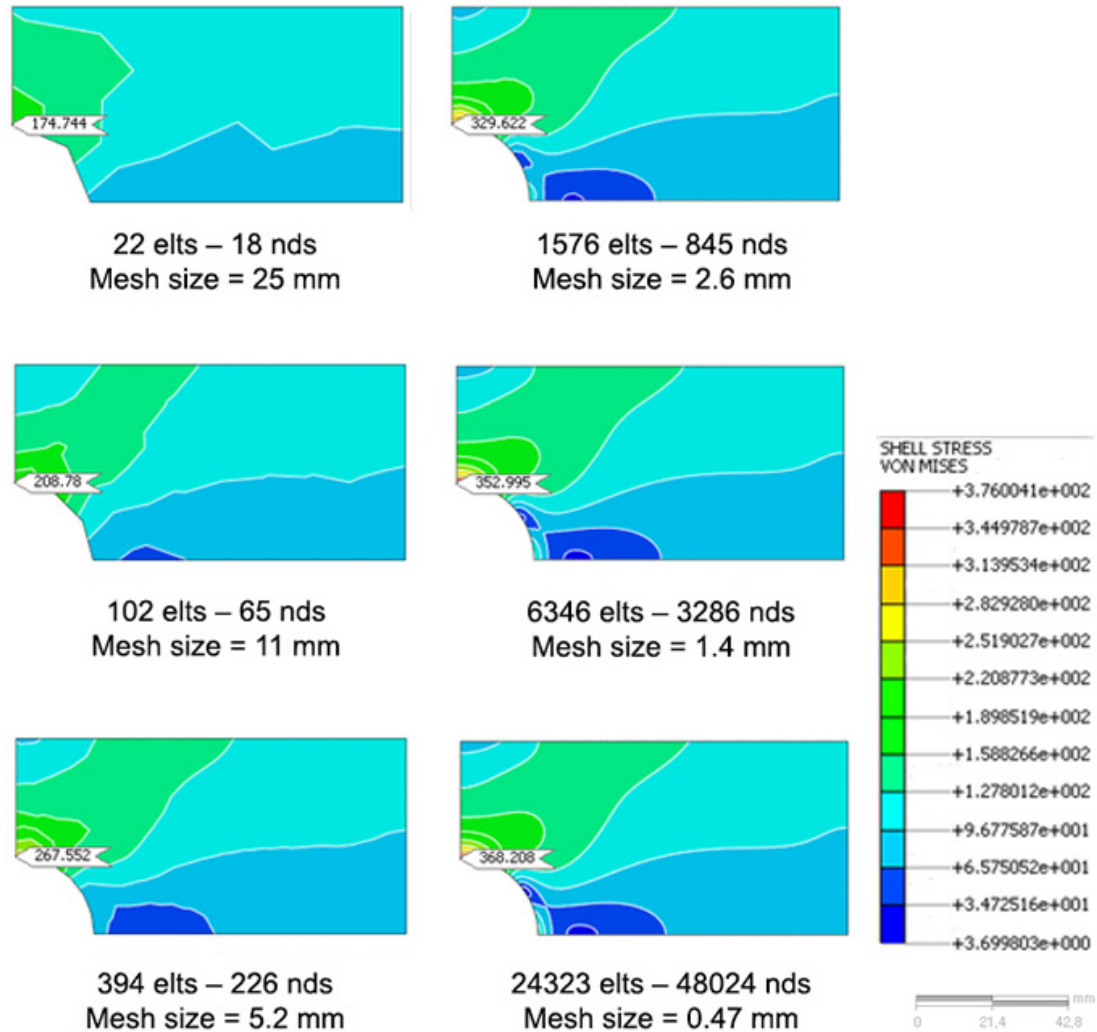 174.744
22 elts – 18 nds
Mesh size = 25 mm
329.622
1576 elts – 845 nds
Mesh size = 2.6 mm
208.78
102 elts – 65 nds
Mesh size = 11 mm
352.995
6346 elts – 3286 nds
Mesh size = 1.4 mm
267.552
394 elts – 226 nds
Mesh size = 5.2 mm
368.208
24323 elts – 48024 nds
Mesh size = 0.47 mm
SHELL STRESS
VON MISES
+3.760041e+002
+3.449787e+002
+3.139534e+002
+2.829280e+002
+2.519027e+002
+2.208773e+002
+1.898519e+002
+1.588266e+002
+1.278012e+002
+9.677587e+001
+6.575052e+001
+3.472516e+001
+3.699803e+000
mm
0 21.4 42.8